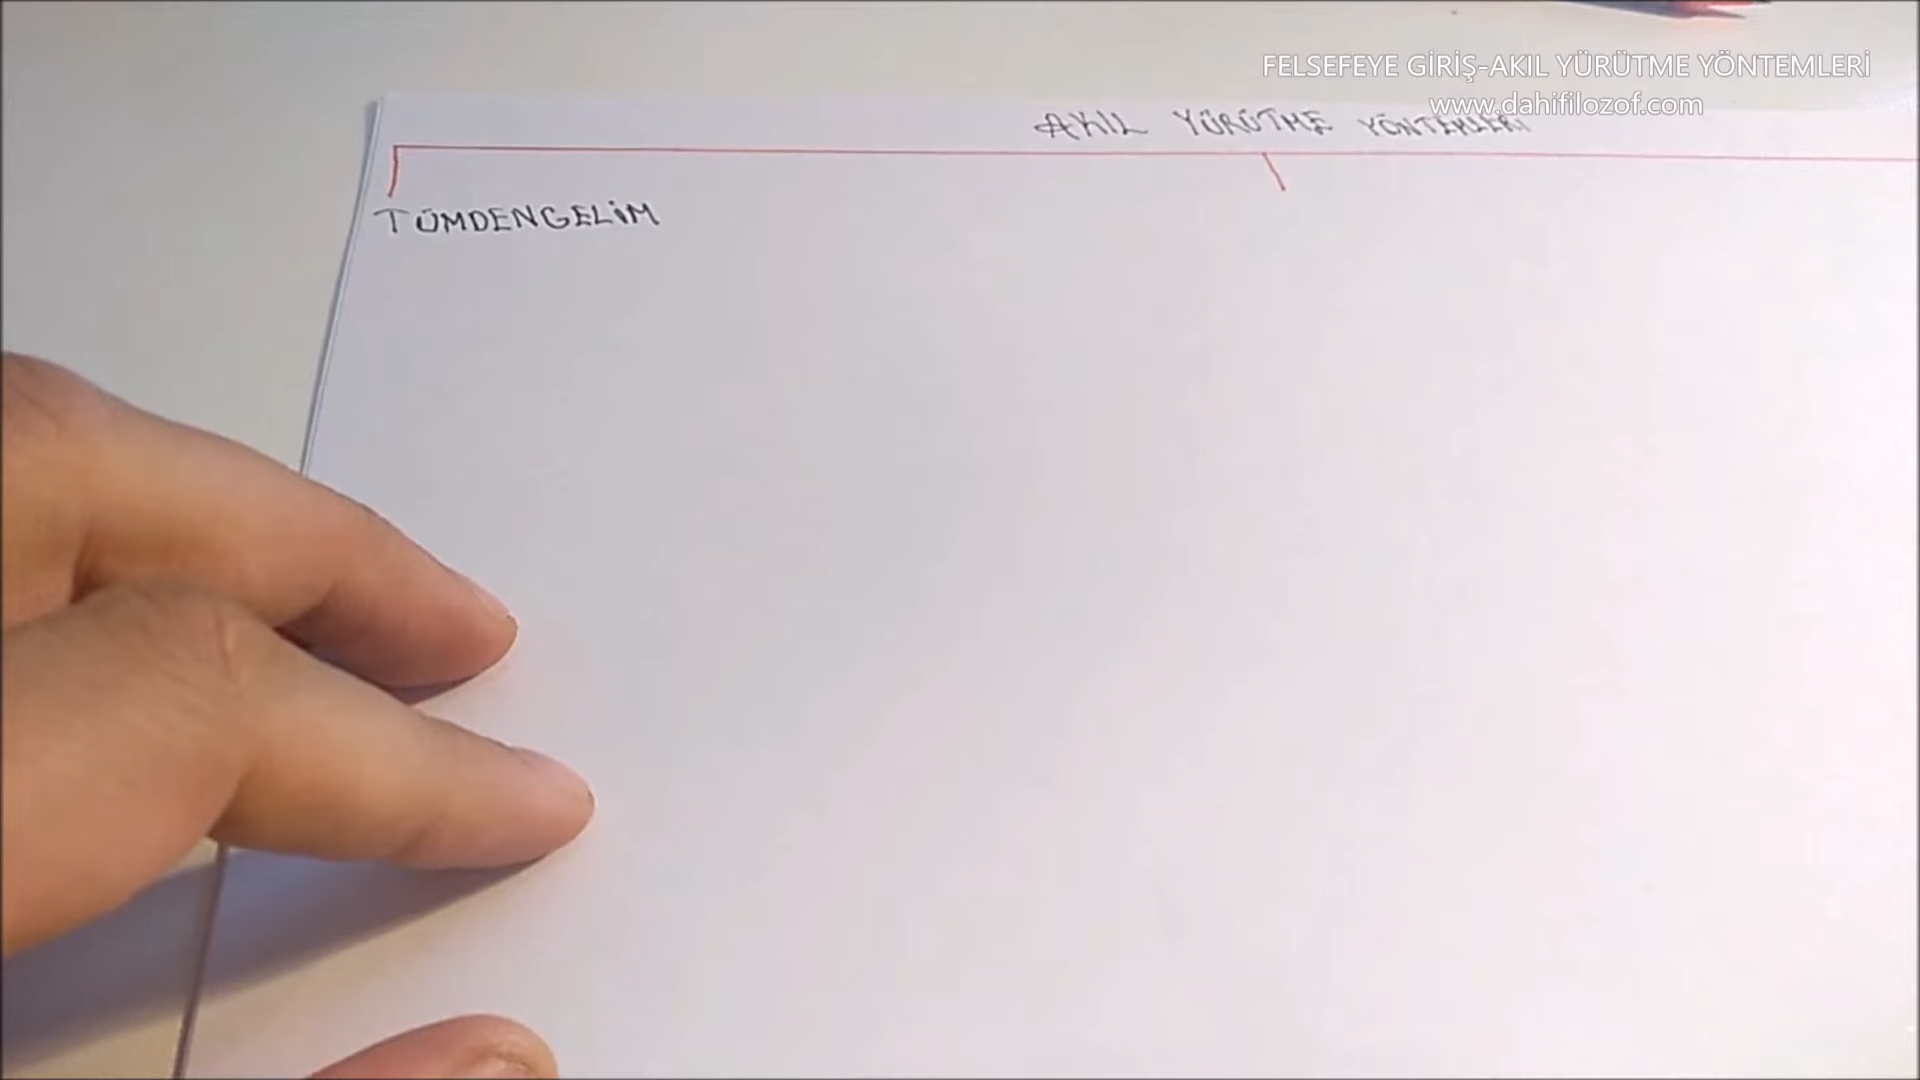 FELSEFEYE GİRİŞ-AKIL YÜRÜTME YÖNTEMLERİ
www.dahifilozof.com
AKIL YÜRÜTME YÖNTEMLERİ
TÜMDENGELİM